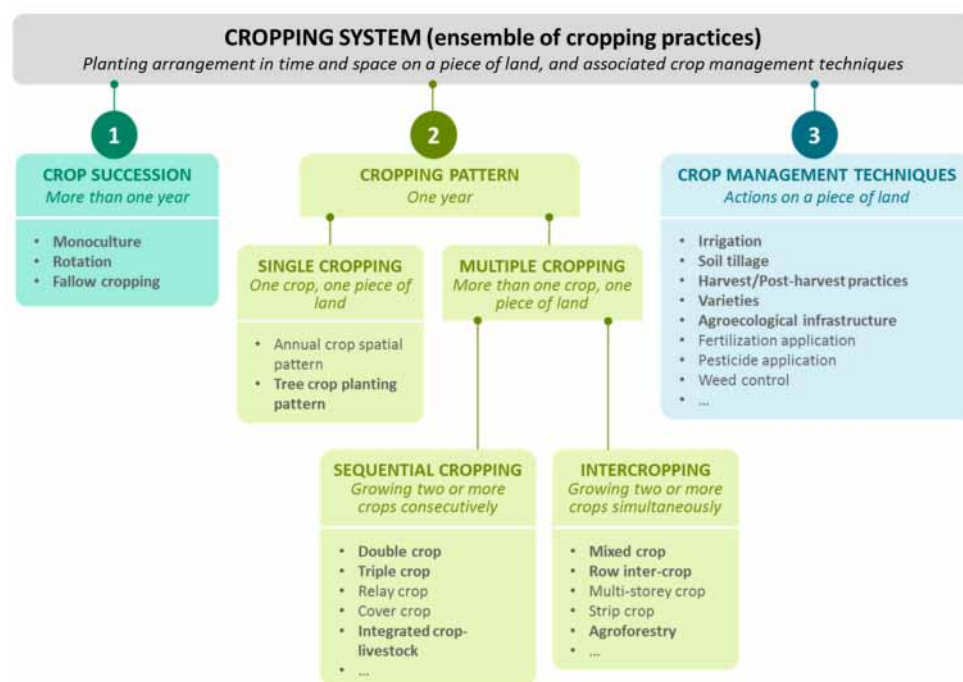 CROPPING SYSTEM (ensemble of cropping practices)
Planting arrangement in time and space on a piece of land, and associated crop management techniques
1
CROP SUCCESSION
More than one year
• Monoculture
• Rotation
• Fallow cropping
2
CROPPING PATTERN
One year
SINGLE CROPPING
One crop, one piece of
land
• Annual crop spatial
pattern
• Tree crop planting
pattern
MULTIPLE CROPPING
More than one crop, one
piece of land
SEQUENTIAL CROPPING
Growing two or more
crops consecutively
• Double crop
• Triple crop
• Relay crop
• Cover crop
• Integrated crop-
livestock
• ...
INTERCROPPING
Growing two or more
crops simultaneously
• Mixed crop
• Row inter-crop
• Multi-storey crop
• Strip crop
• Agroforestry
• ...
3
CROP MANAGEMENT TECHNIQUES
Actions on a piece of land
• Irrigation
• Soil tillage
• Harvest/Post-harvest practices
• Varieties
• Agroecological infrastructure
• Fertilization application
• Pesticide application
• Weed control
• ...